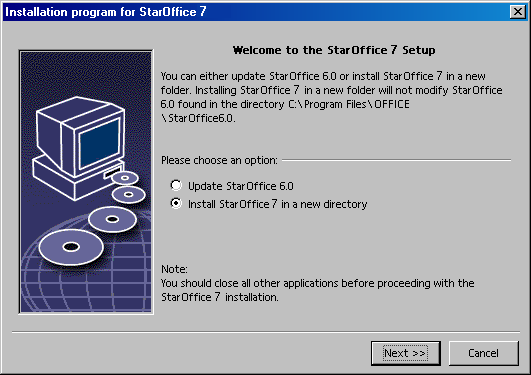 Installation program for StarOffice 7
Welcome to the StarOffice 7 Setup
You can either update StarOffice 6.0 or install StarOffice 7 in a new
folder. Installing StarOffice 7 in a new folder will not modify StarOffice
6.0 found in the directory C:\Program Files\OFFICE
\StarOffice6.0.
Please choose an option:
Update StarOffice 6.0
Install StarOffice 7 in a new directory
Note:
You should close all other applications before proceeding with the
StarOffice 7 installation.
Next >>
Cancel